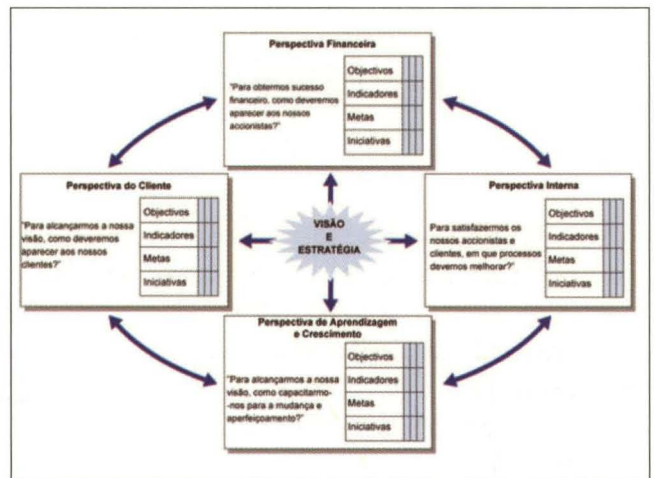 Perspectiva Financeira
"Para obtermos sucesso
financeiro, como deveremos
aparecer aos nossos
accionistas?"
Objectivos
Indicadores
Metas
Iniciativas
Perspectiva do Cliente
"Para alcançarmos a nossa
visão, como deveremos
aparecer aos nossos
clientes?"
Objectivos
Indicadores
Metas
Iniciativas
VISÃO
E
ESTRATÉGIA
Perspectiva Interna
Para satisfazermos os
nossos accionistas e
clientes, em que processos
devemos melhorar?"
Objectivos
Indicadores
Metas
Iniciativas
Perspectiva de Aprendizagem
e Crescimento
"Para alcançarmos a nossa
visão, como capacitarmo-
-nos para a mudança e
aperfeiçoamento?"
Objectivos
Indicadores
Metas
Iniciativas